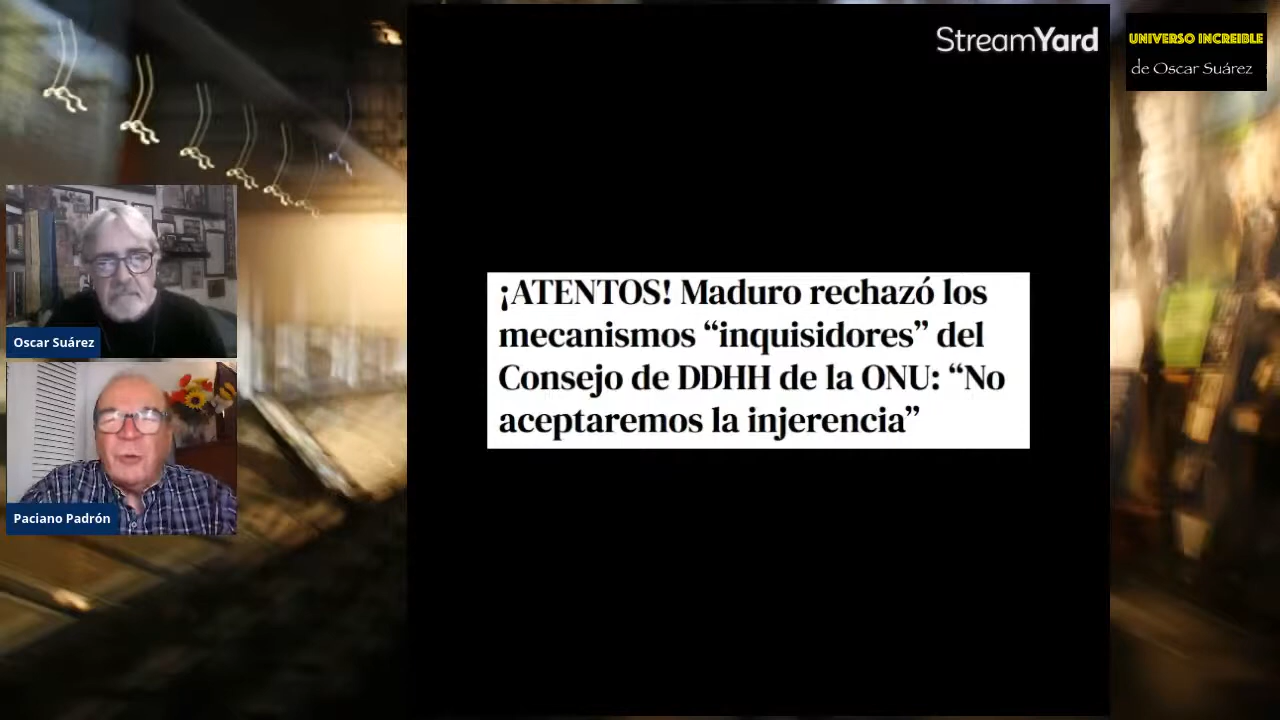 StreamYard
UNIVERSO INCREIBLE
de Oscar Suárez
Oscar Suárez
Paciano Padrón
¡ATENTOS! Maduro rechazó los
mecanismos “inquisidores” del
Consejo de DDHH de la ONU: “No
aceptaremos la injerencia”